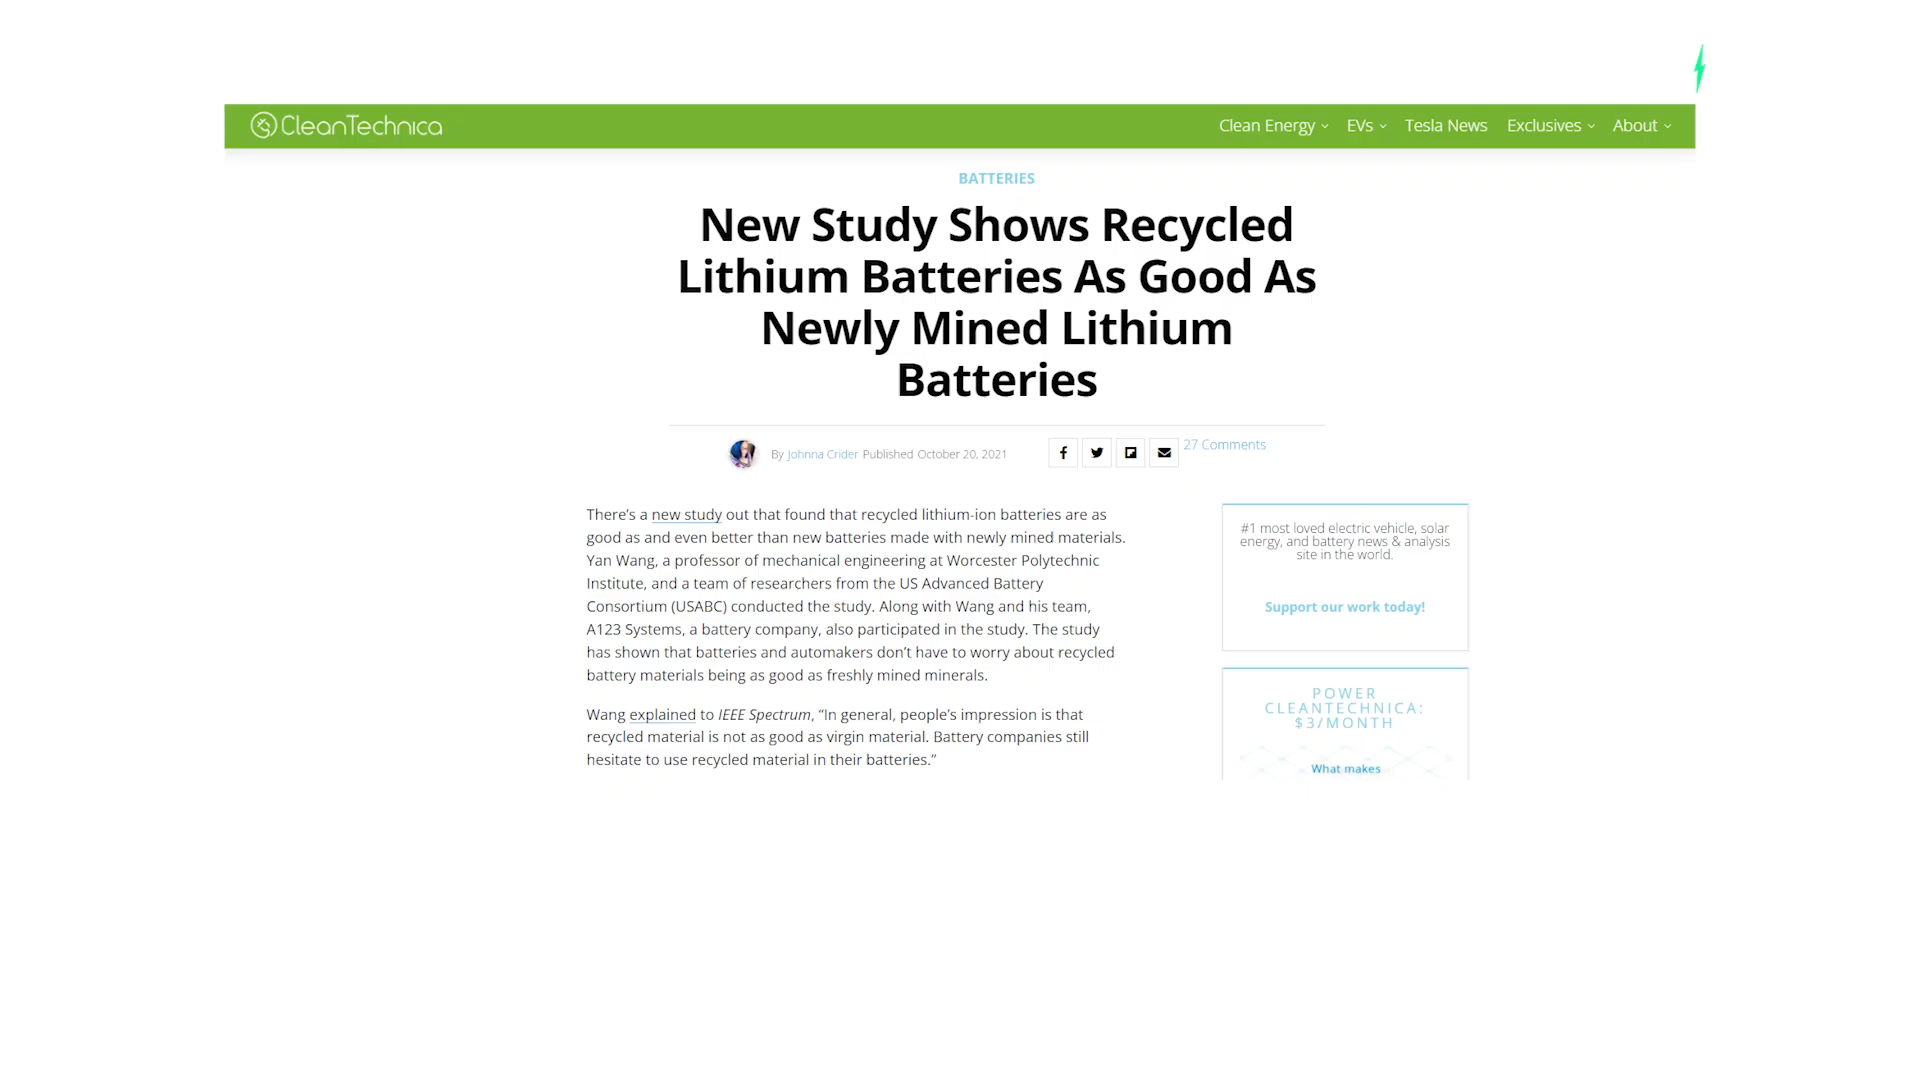 CleanTechnica
Clean Energy
EVs
Tesla News
Exclusives
About
BATTERIES
New Study Shows Recycled
Lithium Batteries As Good As
Newly Mined Lithium
Batteries
By Johnna Crider Published October 20, 2021
27 Comments
There’s a new study out that found that recycled lithium-ion batteries are as
good as and even better than new batteries made with newly mined materials.
Yan Wang, a professor of mechanical engineering at Worcester Polytechnic
Institute, and a team of researchers from the US Advanced Battery
Consortium (USABC) conducted the study. Along with Wang and his team,
A123 Systems, a battery company, also participated in the study. The study
has shown that batteries and automakers don’t have to worry about recycled
battery materials being as good as freshly mined minerals.
Wang explained to IEEE Spectrum, “In general, people’s impression is that
recycled material is not as good as virgin material. Battery companies still
hesitate to use recycled material in their batteries.”
#1 most loved electric vehicle, solar
energy, and battery news & analysis
site in the world.
Support our work today!
POWER
CLEANTECHNICA:
$3/MONTH
What makes